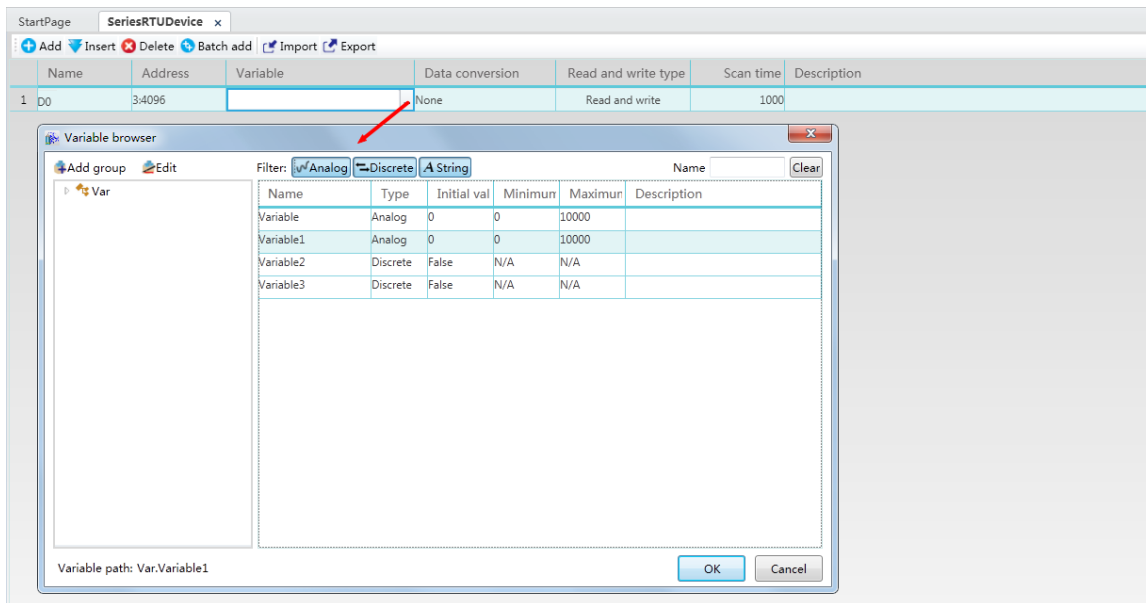 StartPage SeriesRTUDevice x
Add Insert Delete Batch add Import Export
Name Address Variable Data conversion Read and write type Scan time Description
1 D0 3:4096 None Read and write 1000
Variable browser
Add group Edit Filter: Analog Discrete A String Name Clear
Var
Name Type Initial val Minimum Maximum Description
Variable Analog 0 0 10000
Variable1 Analog 0 0 10000
Variable2 Discrete False N/A N/A
Variable3 Discrete False N/A N/A
Variable path: Var.Variable1 OK Cancel